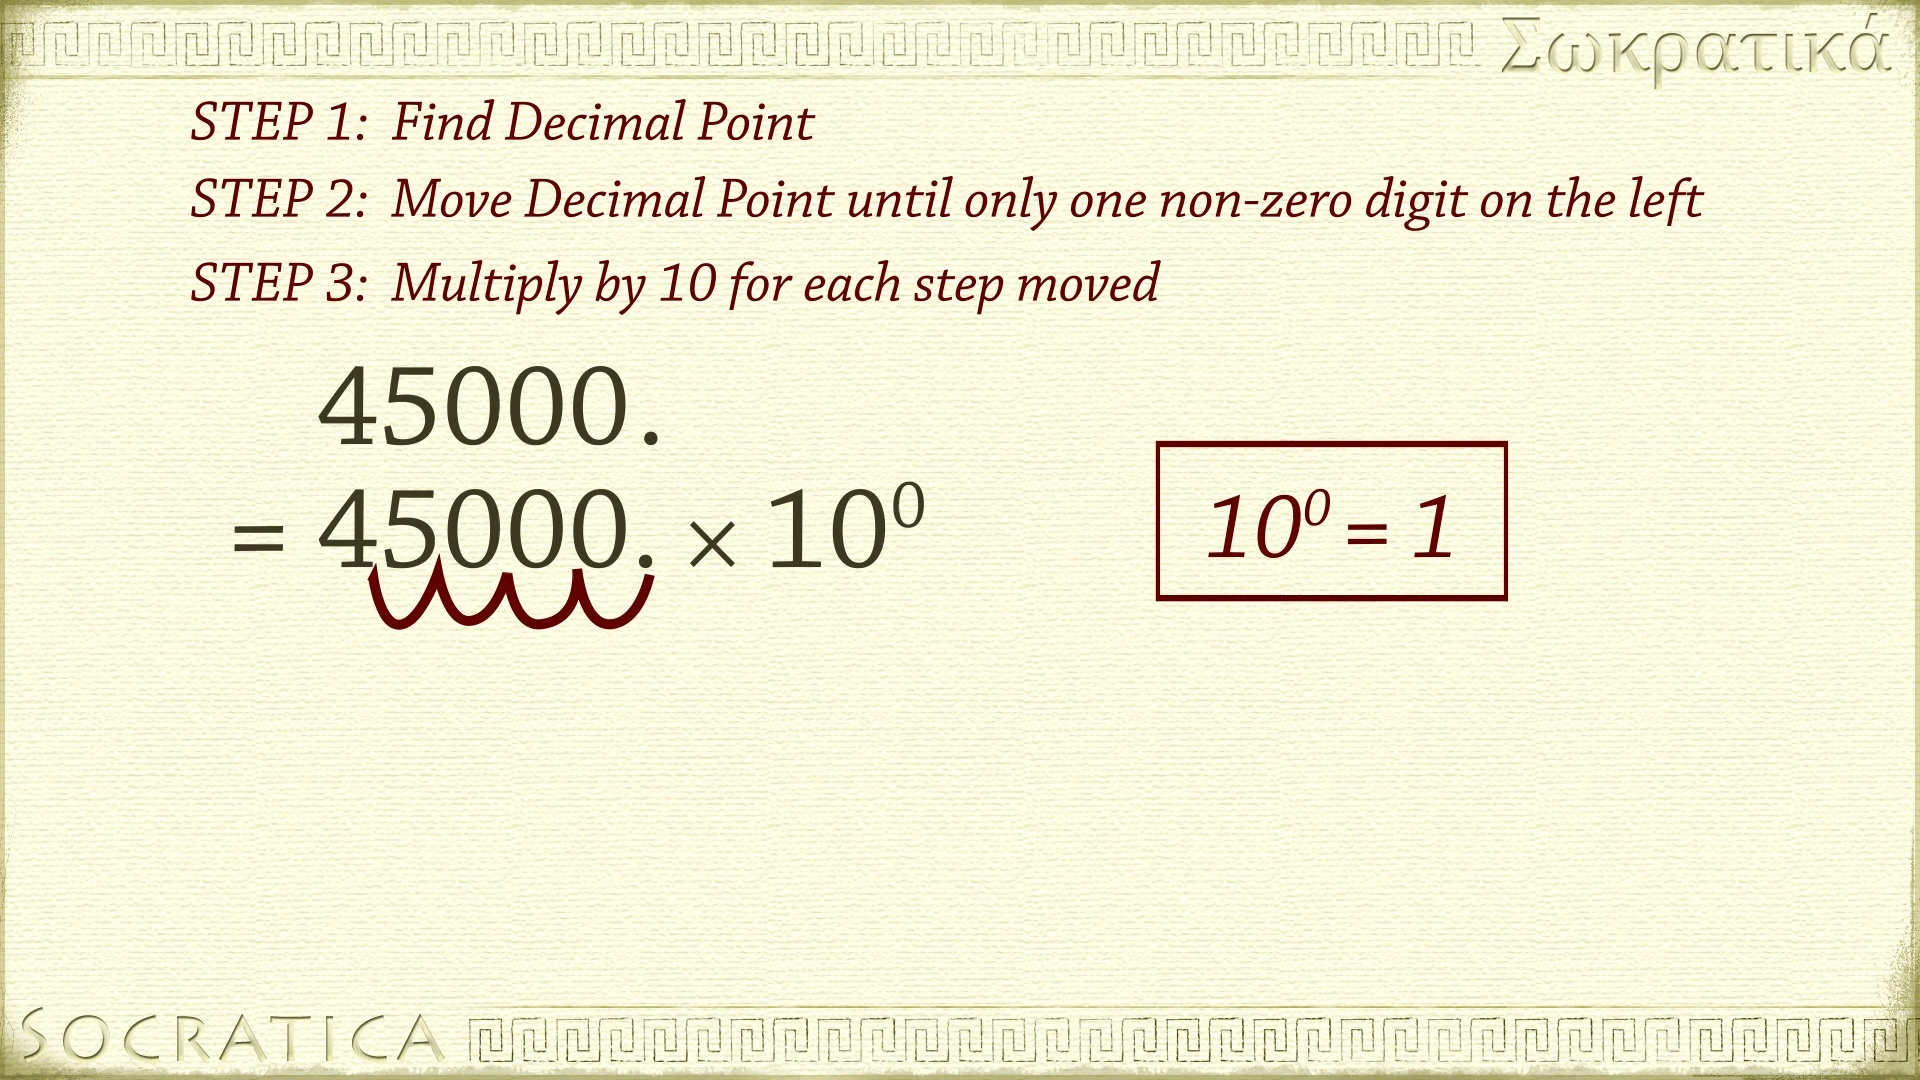 Σωκρατικά
STEP 1: Find Decimal Point
STEP 2: Move Decimal Point until only one non-zero digit on the left
STEP 3: Multiply by 10 for each step moved
45000.
= 45000. × 10⁰
10⁰ = 1
SOCRATICA